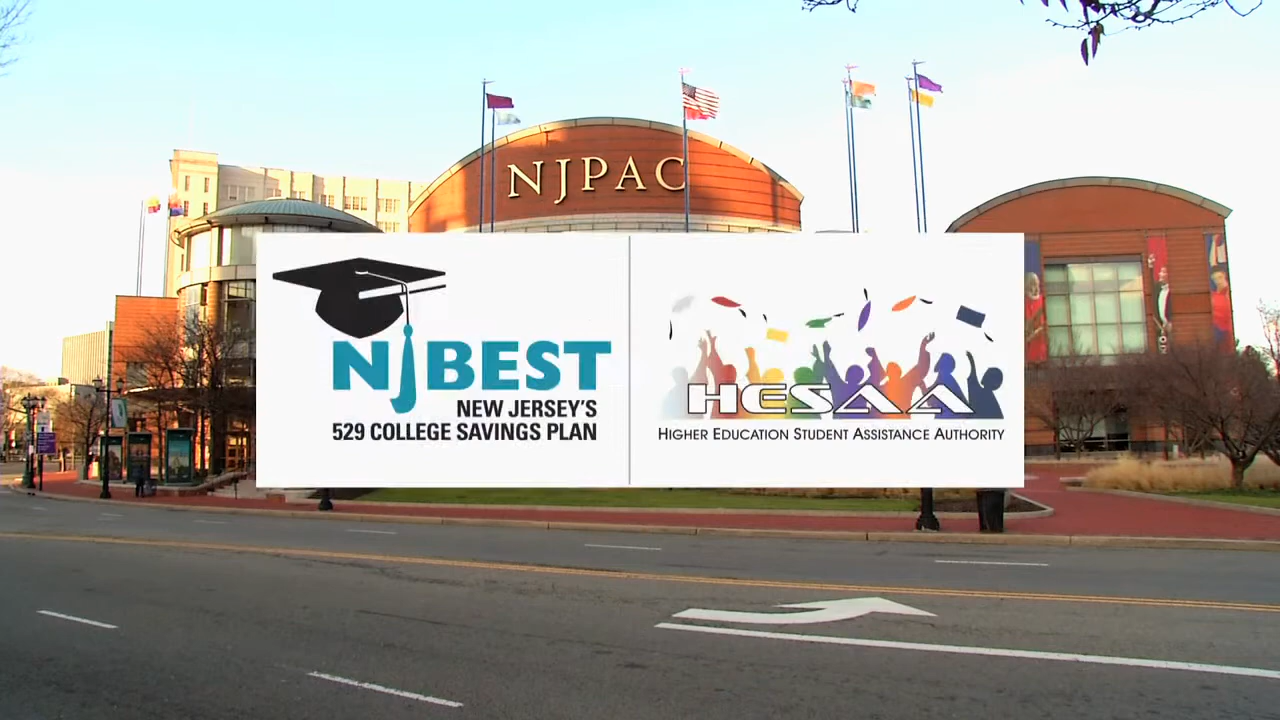 NJPAC
NJBEST
NEW JERSEY'S
529 COLLEGE SAVINGS PLAN
HESAA
HIGHER EDUCATION STUDENT ASSISTANCE AUTHORITY